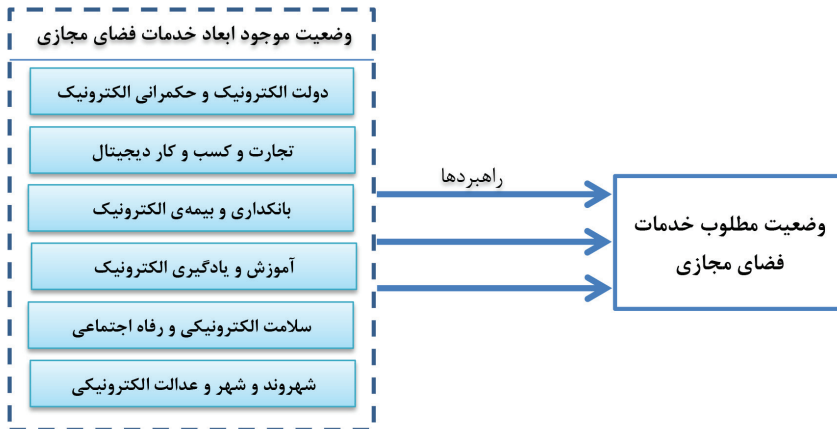 وضعیت موجود ابعاد خدمات فضای مجازی
دولت الکترونیک و حکمرانی الکترونیک
تجارت و کسب و کار دیجیتال
بانکداری و بیمه‌ی الکترونیک
آموزش و یادگیری الکترونیک
سلامت الکترونیکی و رفاه اجتماعی
شهروند و شهر و عدالت الکترونیکی
راهبردها
وضعیت مطلوب خدمات
فضای مجازی